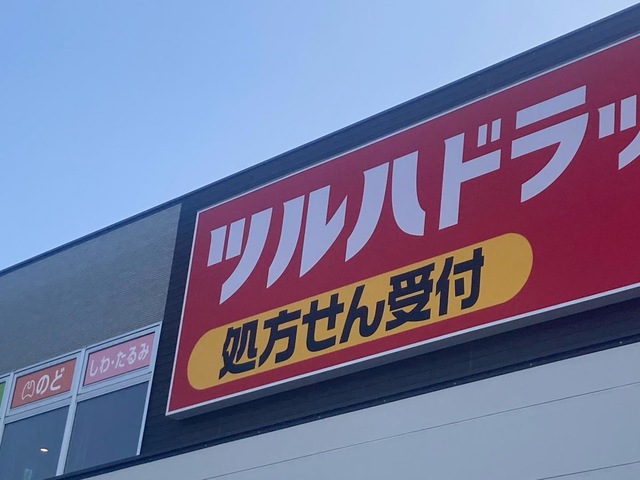 ツルハドラッ
処方せん受付
のど
しわ・たるみ